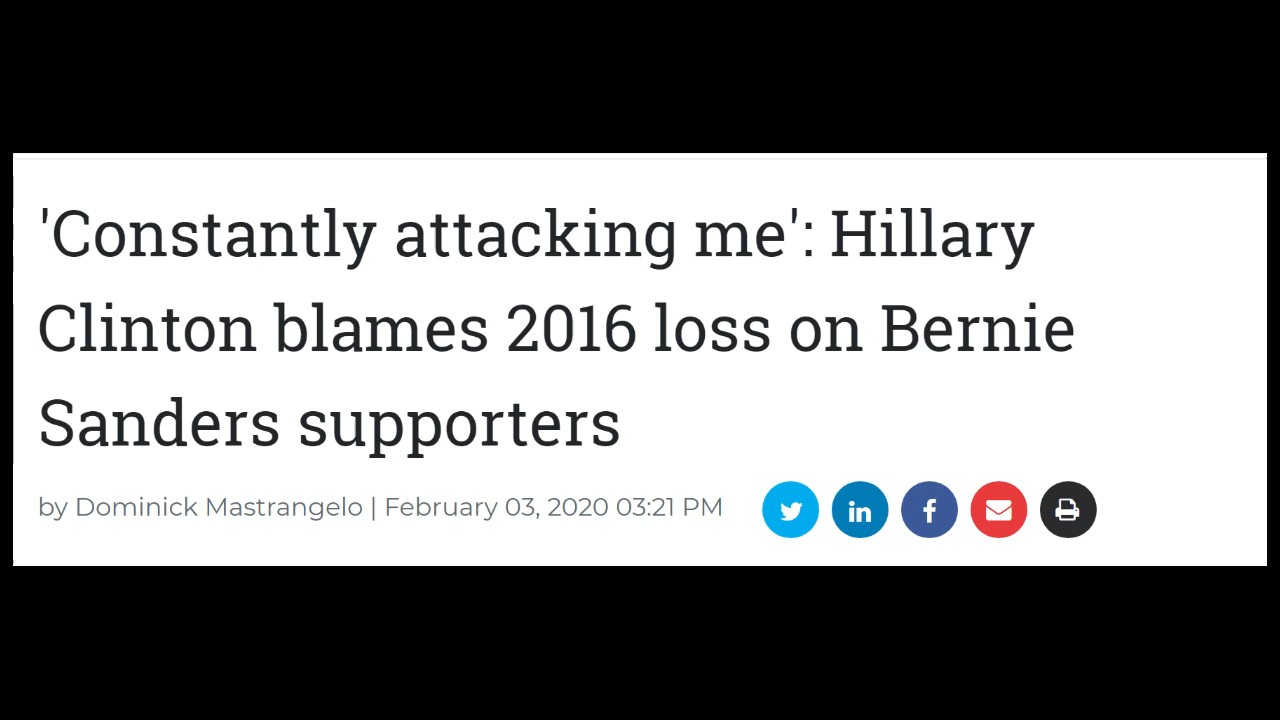 'Constantly attacking me': Hillary
Clinton blames 2016 loss on Bernie
Sanders supporters
by Dominick Mastrangelo | February 03, 2020 03:21 PM
in
f